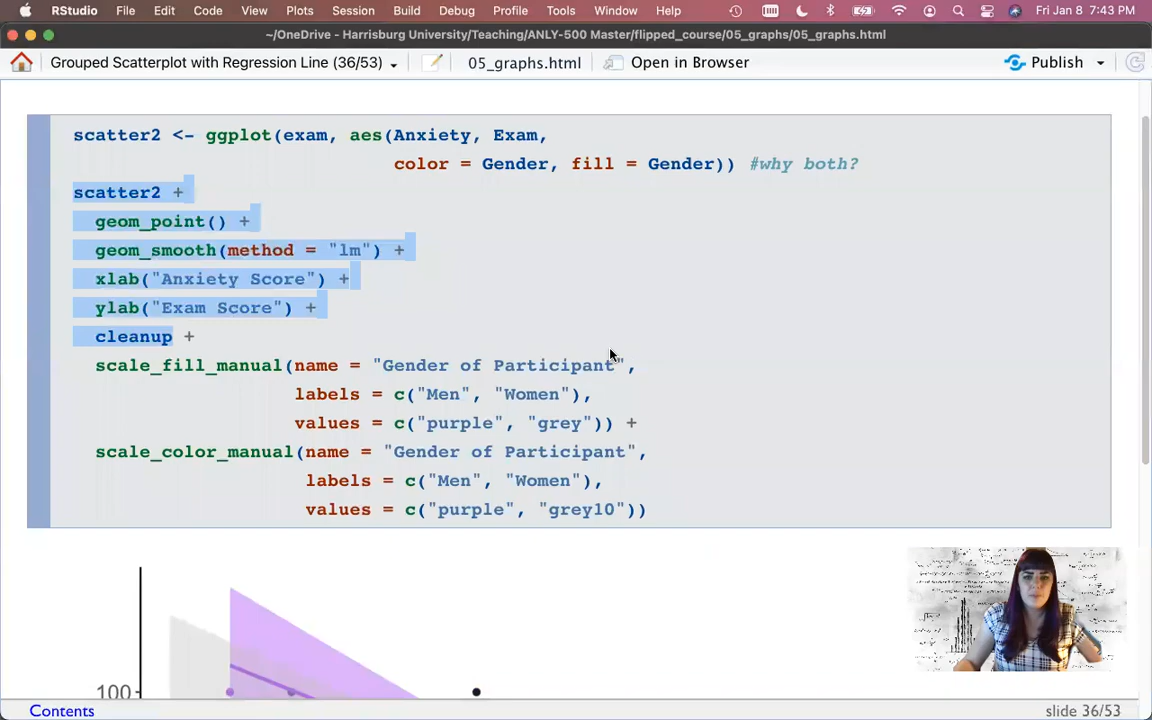 RStudio File Edit Code View Plots Session Build Debug Profile Tools Window Help Fri Jan 8 7:43 PM
~/OneDrive - Harrisburg University/Teaching/ANLY-500 Master/flipped_course/05_graphs/05_graphs.html
Grouped Scatterplot with Regression Line (36/53) 05_graphs.html Open in Browser Publish
scatter2 <- ggplot(exam, aes(Anxiety, Exam,
color = Gender, fill = Gender)) #why both?
scatter2 +
geom_point() +
geom_smooth(method = "lm") +
xlab("Anxiety Score") +
ylab("Exam Score") +
cleanup +
scale_fill_manual(name = "Gender of Participant",
labels = c("Men", "Women"),
values = c("purple", "grey")) +
scale_color_manual(name = "Gender of Participant",
labels = c("Men", "Women"),
values = c("purple", "grey10"))
100
Contents slide 36/53